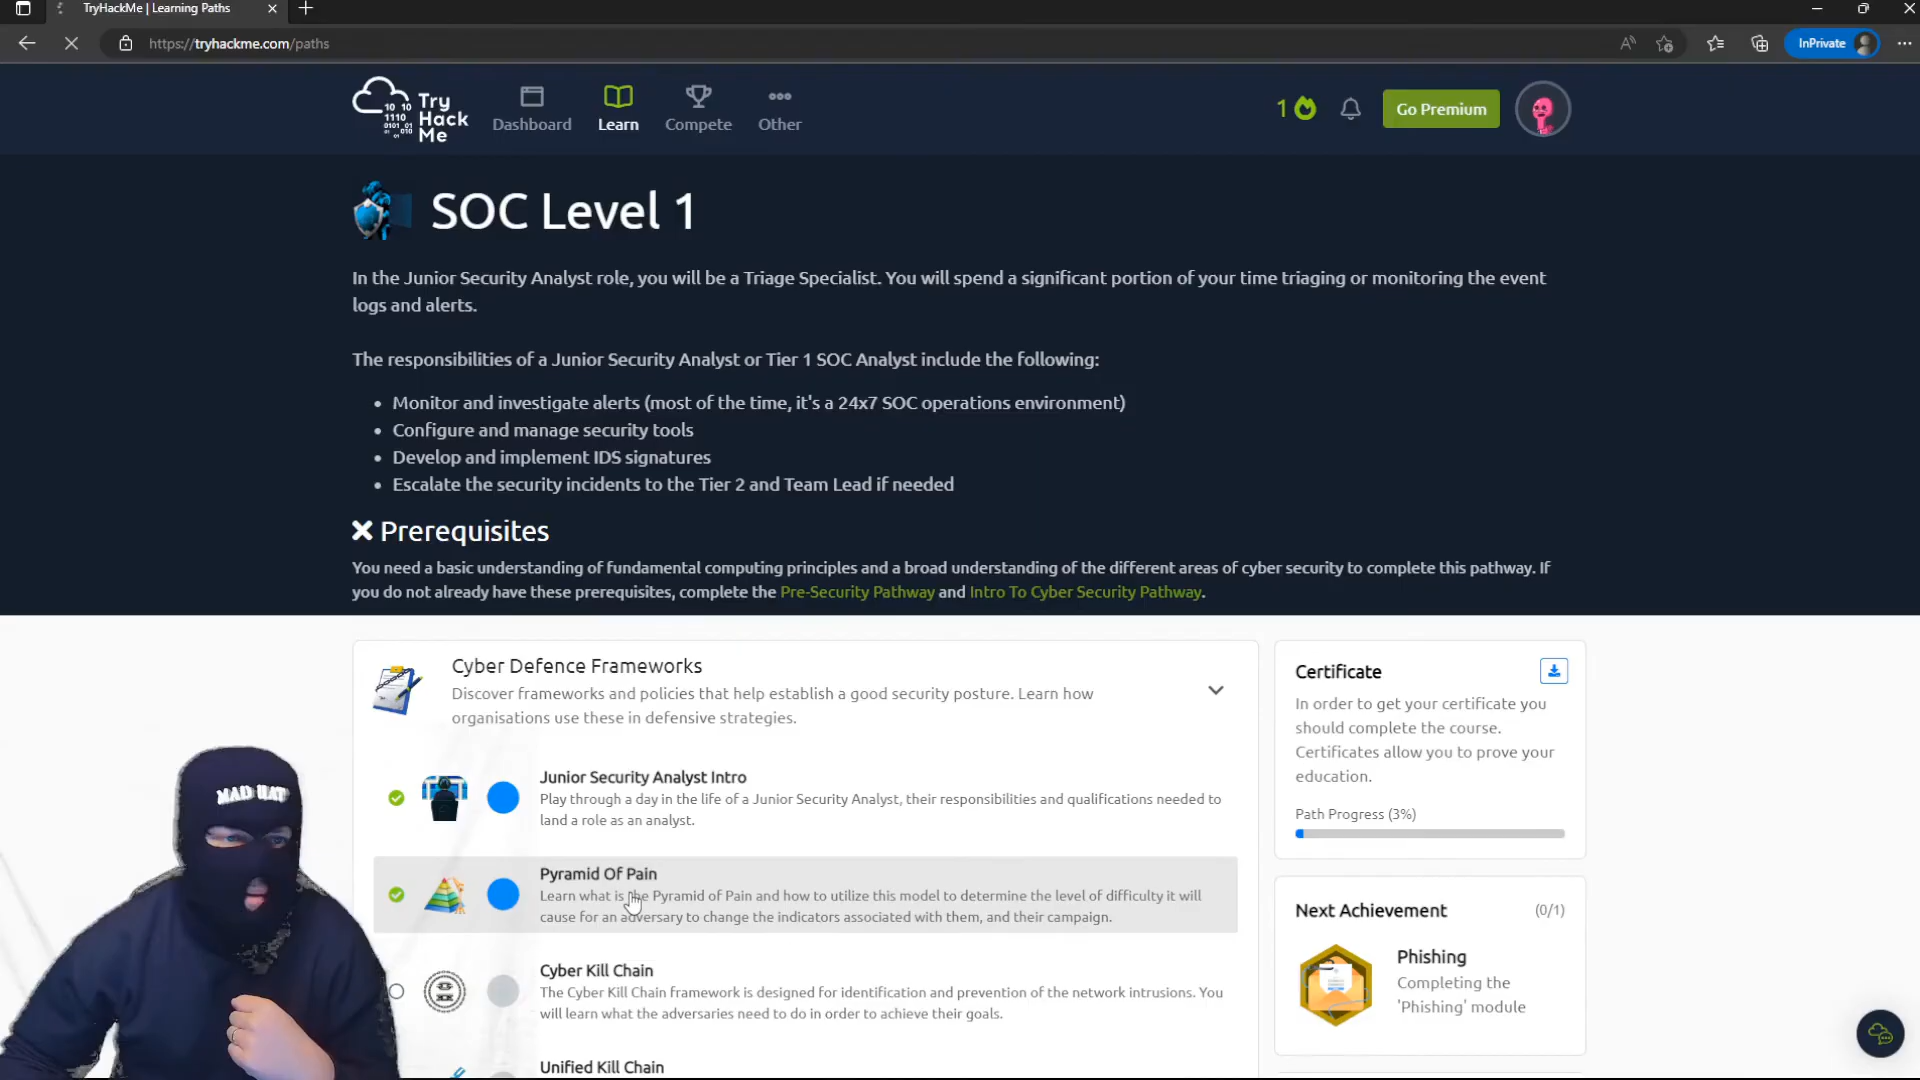 TryHackMe | Learning Paths
https://tryhackme.com/paths
InPrivate
10 10
1110
0101 01
Try
Hack
Me
Dashboard
Learn
Compete
Other
1
Go Premium
SOC Level 1
In the Junior Security Analyst role, you will be a Triage Specialist. You will spend a significant portion of your time triaging or monitoring the event
logs and alerts.
The responsibilities of a Junior Security Analyst or Tier 1 SOC Analyst include the following:
• Monitor and investigate alerts (most of the time, it's a 24x7 SOC operations environment)
• Configure and manage security tools
• Develop and implement IDS signatures
• Escalate the security incidents to the Tier 2 and Team Lead if needed
Prerequisites
You need a basic understanding of fundamental computing principles and a broad understanding of the different areas of cyber security to complete this pathway. If
you do not already have these prerequisites, complete the Pre-Security Pathway and Intro To Cyber Security Pathway.
Cyber Defence Frameworks
Discover frameworks and policies that help establish a good security posture. Learn how
organisations use these in defensive strategies.
Junior Security Analyst Intro
Play through a day in the life of a Junior Security Analyst, their responsibilities and qualifications needed to
land a role as an analyst.
Pyramid Of Pain
Learn what is the Pyramid of Pain and how to utilize this model to determine the level of difficulty it will
cause for an adversary to change the indicators associated with them, and their campaign.
Cyber Kill Chain
The Cyber Kill Chain framework is designed for identification and prevention of the network intrusions. You
will learn what the adversaries need to do in order to achieve their goals.
Unified Kill Chain
Certificate
In order to get your certificate you
should complete the course.
Certificates allow you to prove your
education.
Path Progress (3%)
Next Achievement (0/1)
Phishing
Completing the
'Phishing' module
MAD HAT